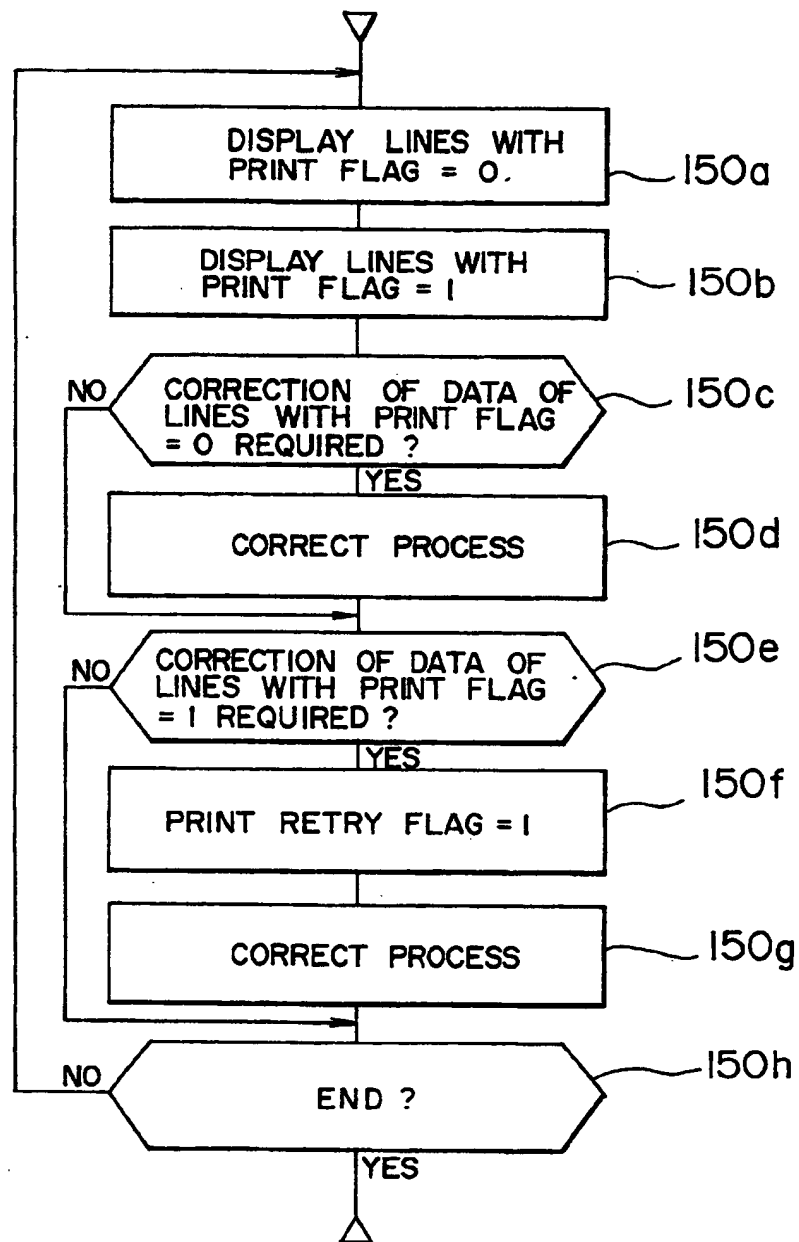 DISPLAY LINES WITH
PRINT FLAG = 0.
150a
DISPLAY LINES WITH
PRINT FLAG = 1
150b
NO
CORRECTION OF DATA OF
LINES WITH PRINT FLAG
= 0 REQUIRED ?
150c
YES
CORRECT PROCESS
150d
NO
CORRECTION OF DATA OF
LINES WITH PRINT FLAG
= 1 REQUIRED ?
150e
YES
PRINT RETRY FLAG = 1
150f
CORRECT PROCESS
150g
NO
END ?
150h
YES